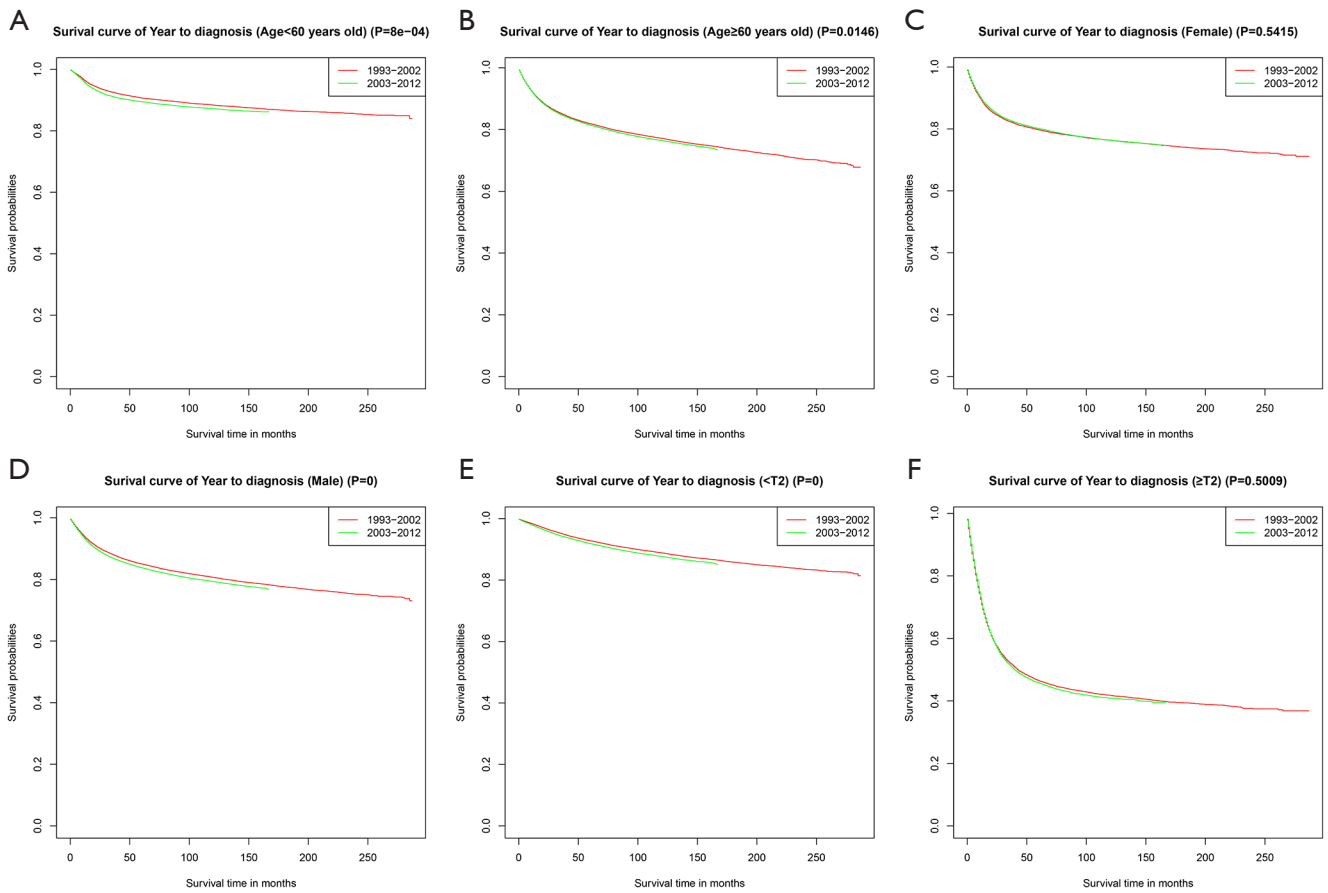 A
Surival curve of Year to diagnosis (Age<60 years old) (P=8e−04)
1993−2002
2003−2012
Survival probabilities
1.0
0.8
0.6
0.4
0.2
0.0
0 50 100 150 200 250
Survival time in months
B
Surival curve of Year to diagnosis (Age≥60 years old) (P=0.0146)
1993−2002
2003−2012
Survival probabilities
1.0
0.8
0.6
0.4
0.2
0.0
0 50 100 150 200 250
Survival time in months
C
Surival curve of Year to diagnosis (Female) (P=0.5415)
1993−2002
2003−2012
Survival probabilities
1.0
0.8
0.6
0.4
0.2
0.0
0 50 100 150 200 250
Survival time in months
D
Surival curve of Year to diagnosis (Male) (P=0)
1993−2002
2003−2012
Survival probabilities
1.0
0.8
0.6
0.4
0.2
0.0
0 50 100 150 200 250
Survival time in months
E
Surival curve of Year to diagnosis (<T2) (P=0)
1993−2002
2003−2012
Survival probabilities
1.0
0.8
0.6
0.4
0.2
0.0
0 50 100 150 200 250
Survival time in months
F
Surival curve of Year to diagnosis (≥T2) (P=0.5009)
1993−2002
2003−2012
Survival probabilities
1.0
0.8
0.6
0.4
0.2
0.0
0 50 100 150 200 250
Survival time in months